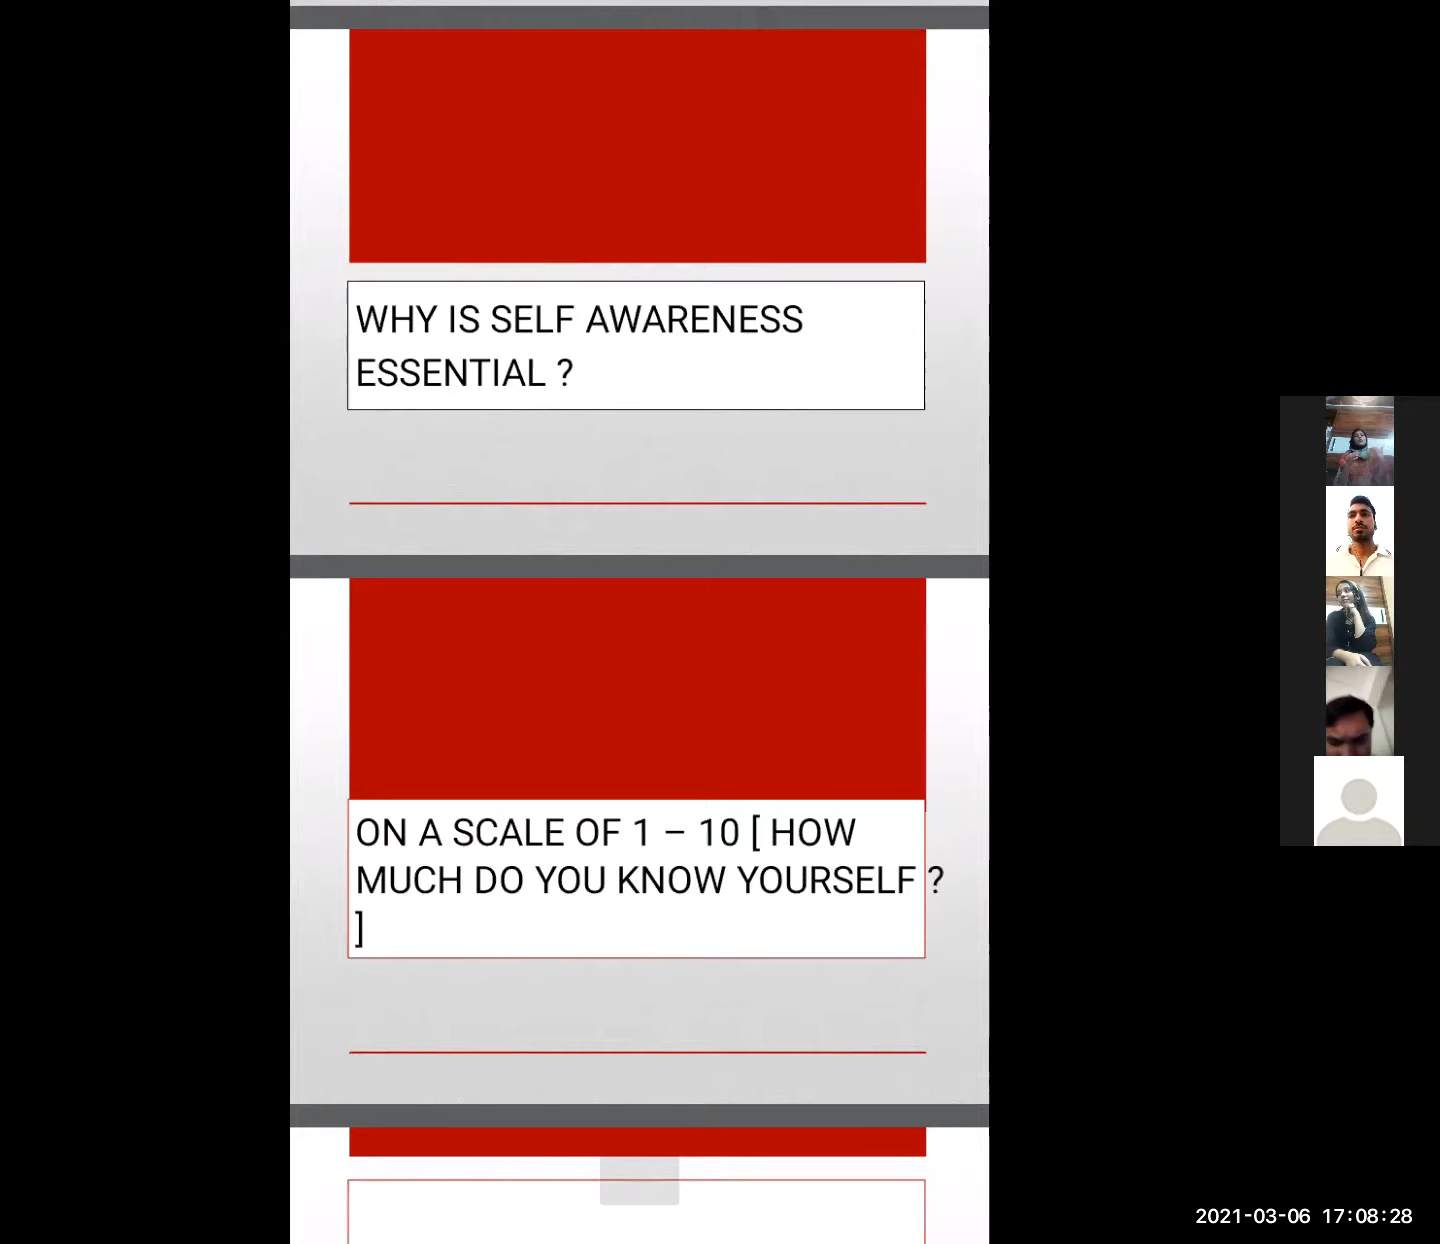 WHY IS SELF AWARENESS
ESSENTIAL ?
ON A SCALE OF 1 – 10 [ HOW
MUCH DO YOU KNOW YOURSELF ?
]
2021-03-06 17:08:28